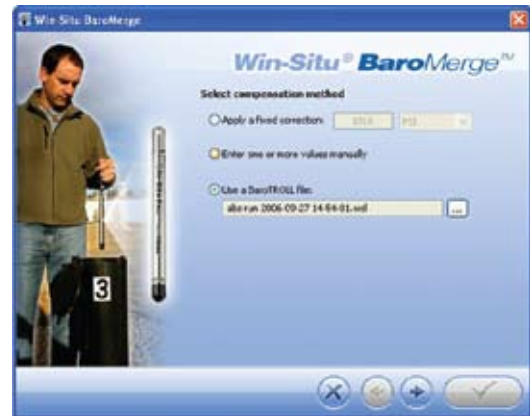 Win-Situ BaroMerge
Win-Situ® BaroMerge™
Select compensation method
Apply a fixed correction:
PSI
Enter one or more values manually
Use a BaroTROLL file:
...
3